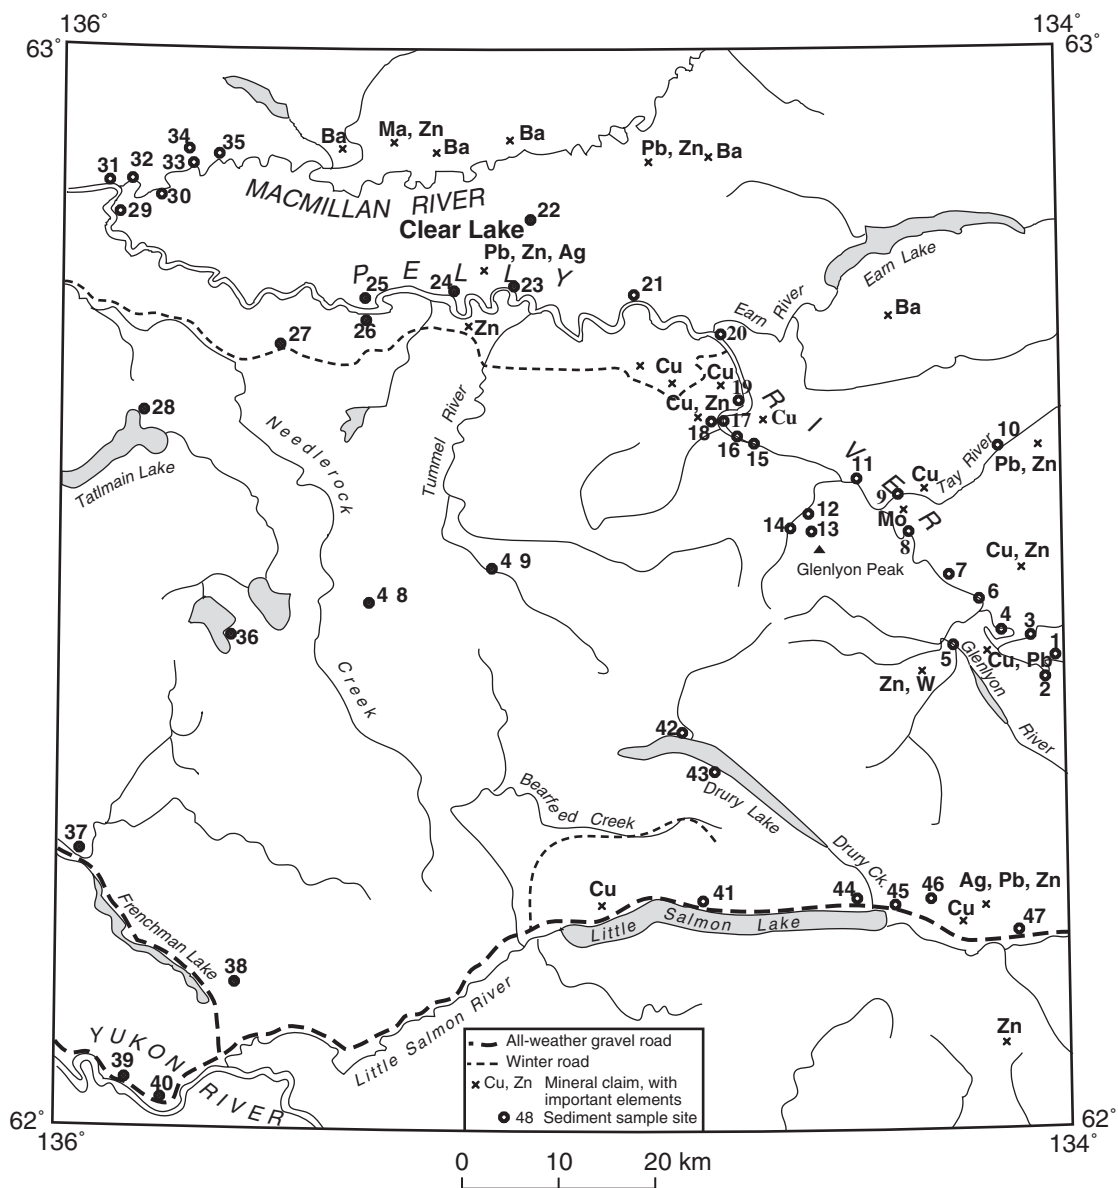 136° 134°
63° 63°
34
35
33
31
32
30
29
Ba
Ma, Zn
Ba
Ba
Pb, Zn
Ba
MACMILLAN RIVER
22
Clear Lake
Pb, Zn, Ag
PELLY
25
24
23
21
26
Zn
27
Earn River
20
Earn Lake
Ba
Cu
Cu
19
Cu, Zn
Cu
18
17
16
15
RIVER
28
Tatlmain Lake
Needlerock
Tummel River
10
Pb, Zn
Tay River
11
9
Cu
Mo
8
12
14
13
Glenlyon Peak
Cu, Zn
7
6
4
3
1
2
5
Cu, Pb
Zn, W
Glenlyon
River
4 9
4 8
36
Creek
42
43
Drury Lake
Bearfeed Creek
Drury Ck.
37
Frenchman Lake
38
Cu
41
44
45
46
Ag, Pb, Zn
Cu
47
Little Salmon Lake
Little Salmon River
Zn
YUKON RIVER
39
40
All-weather gravel road
Winter road
Cu, Zn Mineral claim, with
important elements
48 Sediment sample site
62° 62°
136° 134°
0 10 20 km